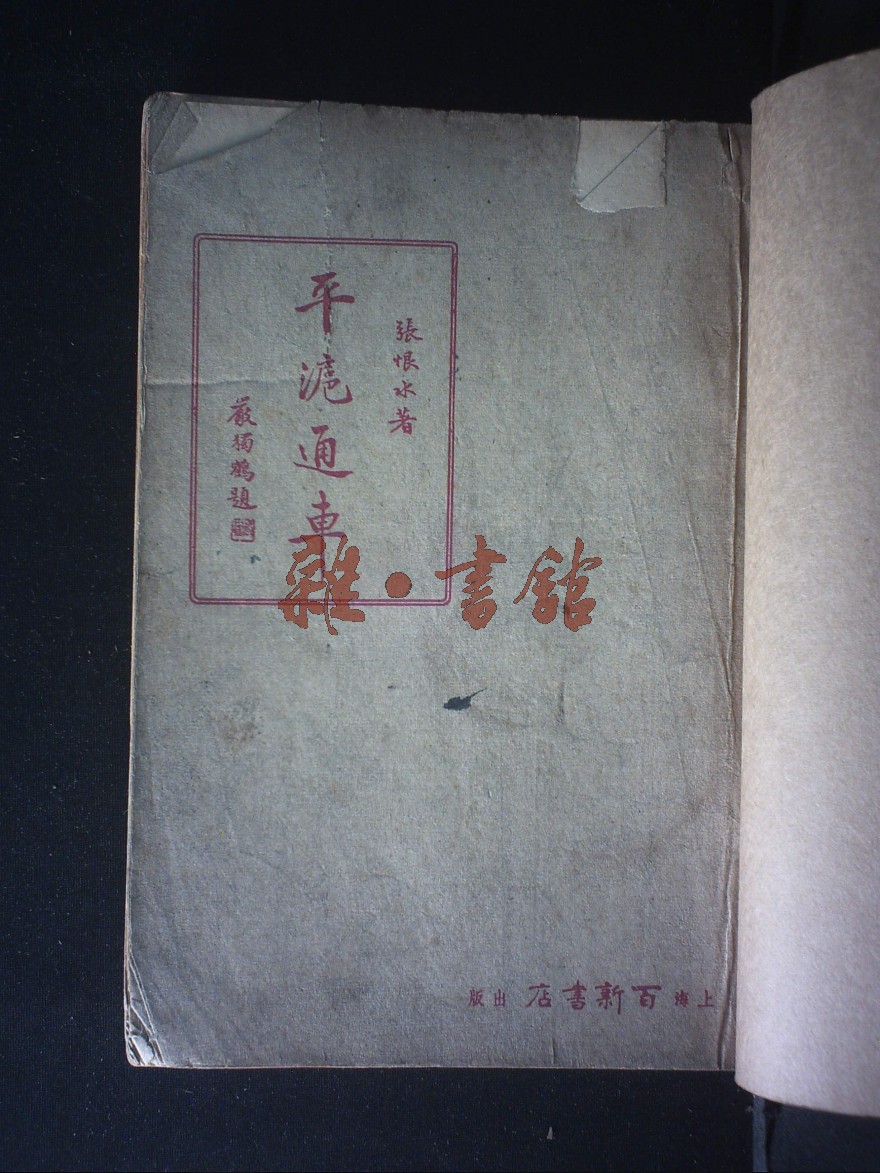 張恨水著
平滬通車
嚴獨鶴題
雜·書館
上海百新書店出版